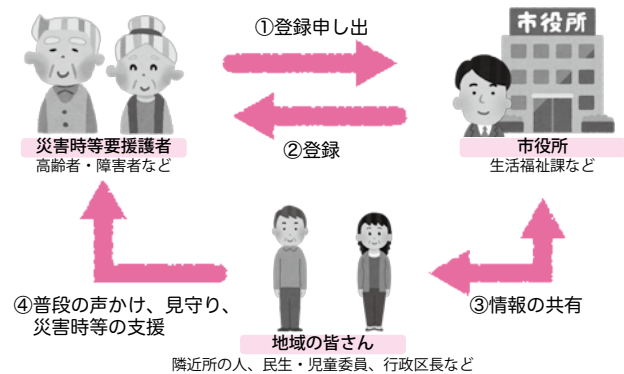 市役所
①登録申し出
②登録
災害時等要援護者
高齢者・障害者など
市役所
生活福祉課など
④普段の声かけ、見守り、
災害時等の支援
③情報の共有
地域の皆さん
隣近所の人、民生・児童委員、行政区長など